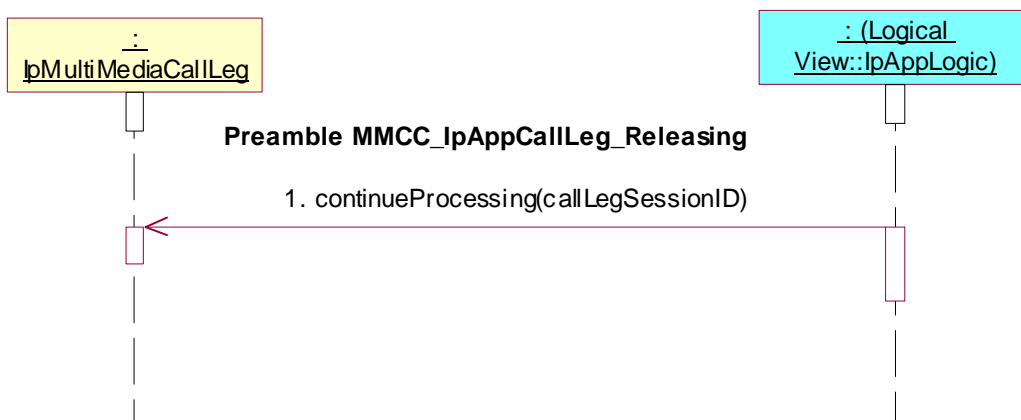 :
IpMultiMediaCallLeg
: (Logical
View::IpAppLogic)
Preamble MMCC_IpAppCallLeg_Releasing
1. continueProcessing(callLegSessionID)